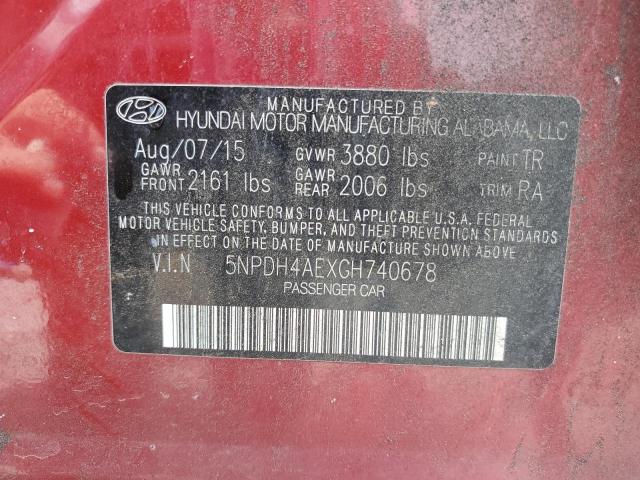 MANUFACTURED BY
HYUNDAI MOTOR MANUFACTURING ALABAMA, LLC
Aug/07/15 GVWR 3880 lbs PAINT TR
GAWR FRONT 2161 lbs GAWR REAR 2006 lbs TRIM RA
THIS VEHICLE CONFORMS TO ALL APPLICABLE U.S.A. FEDERAL
MOTOR VEHICLE SAFETY, BUMPER, AND THEFT PREVENTION STANDARDS
IN EFFECT ON THE DATE OF MANUFACTURE SHOWN ABOVE.
V.I.N 5NPDH4AEXGH740678
PASSENGER CAR